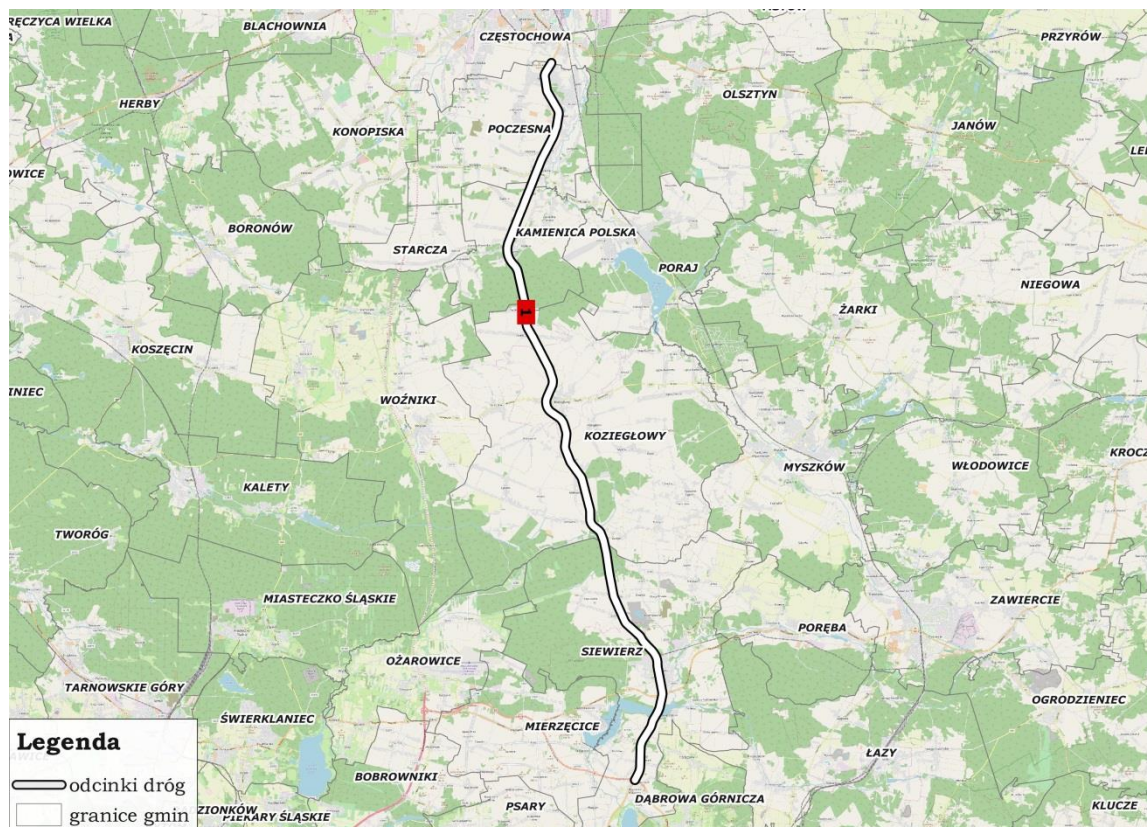 RĘCZYCA WIELKA
BLACHOWNIA
CZĘSTOCHOWA
PRZYRÓW
HERBY
OLSZTYN
KONOPISKA
POCZESNA
JANÓW
BORONÓW
KAMIENICA POLSKA
STARCZA
PORAJ
NIEGOWA
ŻARKI
1
KOSZĘCIN
WOŹNIKI
KOZIEGŁOWY
MYSZKÓW
WŁODOWICE
KROCZ
KALETY
TWORÓG
MIASTECZKO ŚLĄSKIE
ZAWIERCIE
PORĘBA
SIEWIERZ
OŻAROWICE
TARNOWSKIE GÓRY
OGRODZIENIEC
ŚWIERKLANIEC
MIERZĘCICE
ŁAZY
BOBROWNIKI
PSARY
DĄBROWA GÓRNICZA
KLUCZE
PIEKARY ŚLĄSKIE
Legenda
odcinki dróg
granice gmin